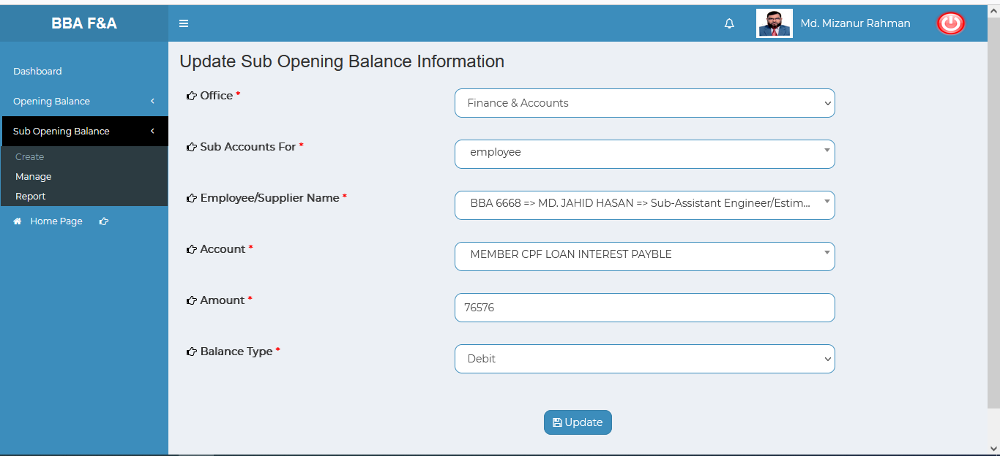 BBA F&A
Md. Mizanur Rahman
Dashboard
Opening Balance
Sub Opening Balance
Create
Manage
Report
Home Page
Update Sub Opening Balance Information
Office *
Finance & Accounts
Sub Accounts For *
employee
Employee/Supplier Name *
BBA 6668 => MD. JAHID HASAN => Sub-Assistant Engineer/Estim...
Account *
MEMBER CPF LOAN INTEREST PAYBLE
Amount *
76576
Balance Type *
Debit
Update